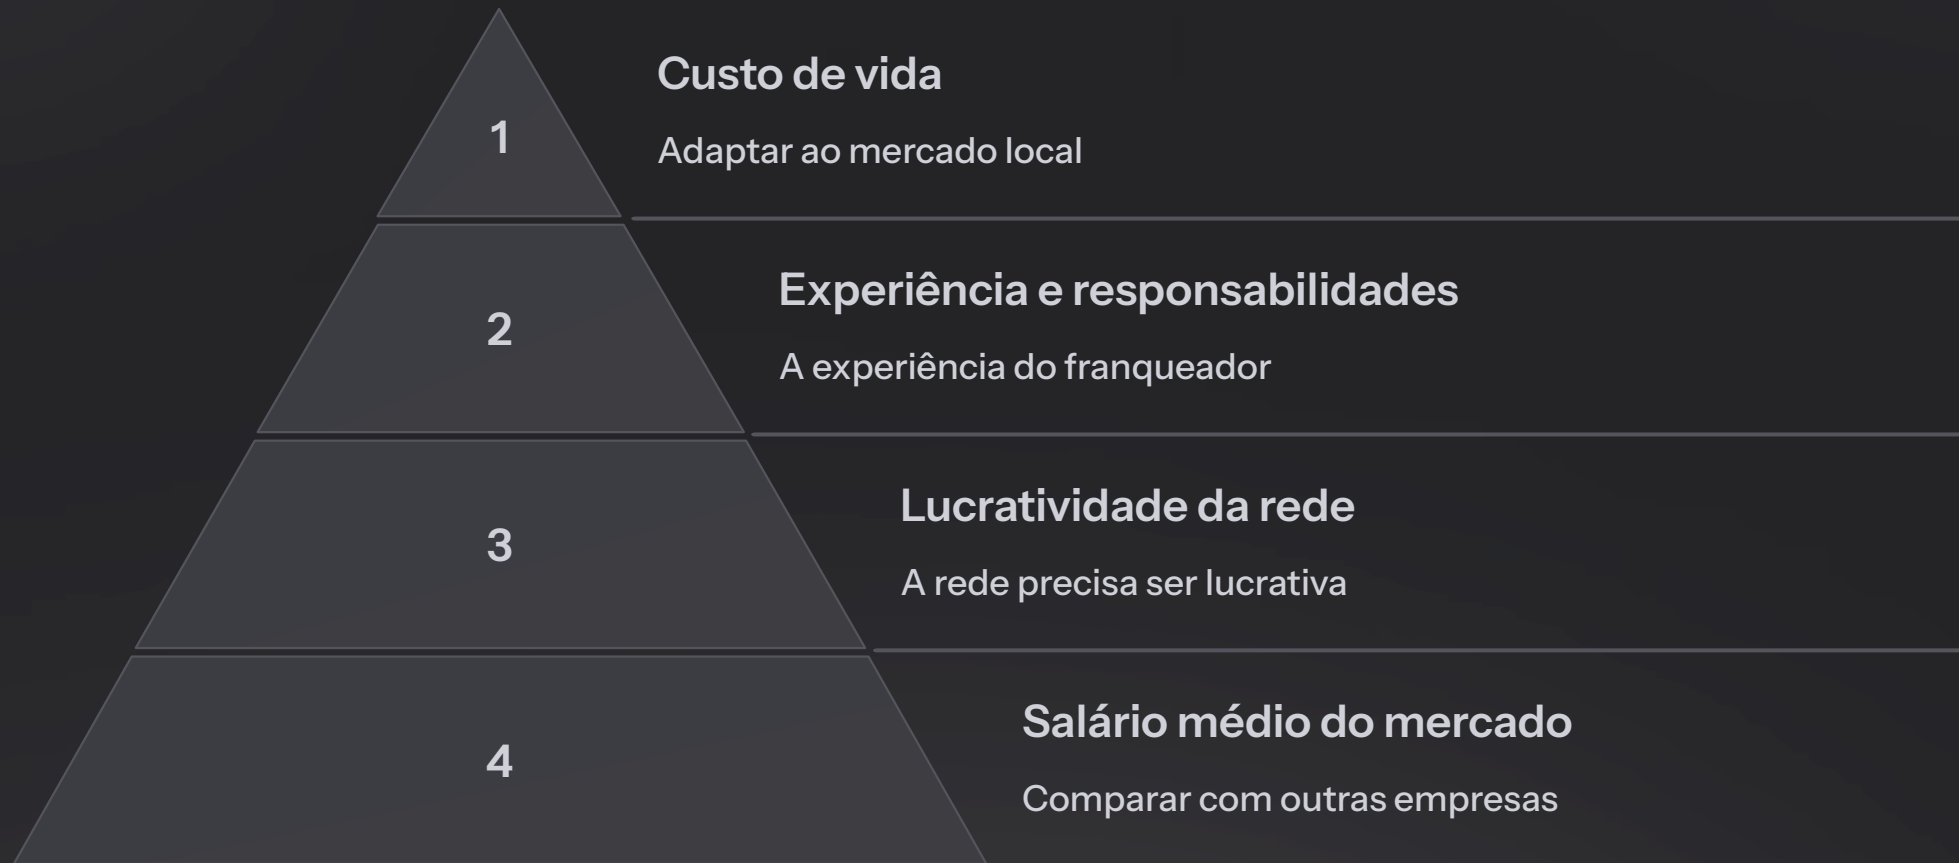 1
Custo de vida
Adaptar ao mercado local
2
Experiência e responsabilidades
A experiência do franqueador
3
Lucratividade da rede
A rede precisa ser lucrativa
4
Salário médio do mercado
Comparar com outras empresas